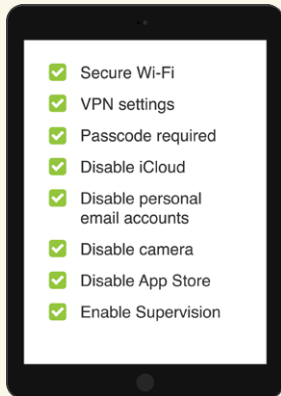 Secure Wi-Fi
VPN settings
Passcode required
Disable iCloud
Disable personal
email accounts
Disable camera
Disable App Store
Enable Supervision